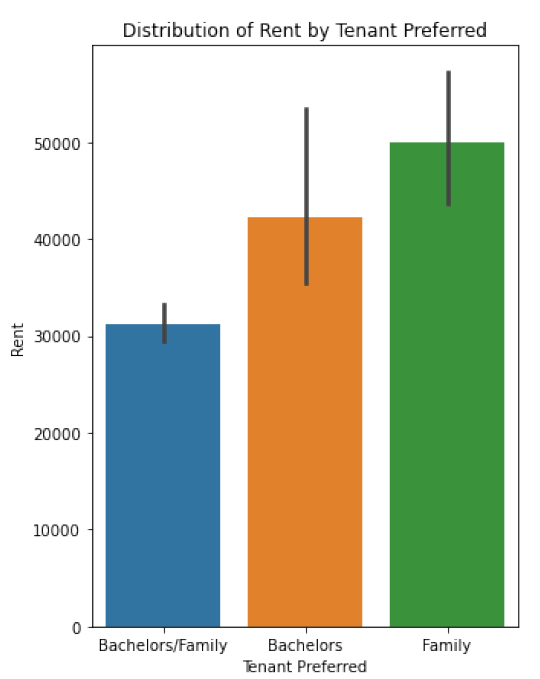 Distribution of Rent by Tenant Preferred
50000
40000
30000
20000
10000
0
Rent
Bachelors/Family Bachelors Family
Tenant Preferred